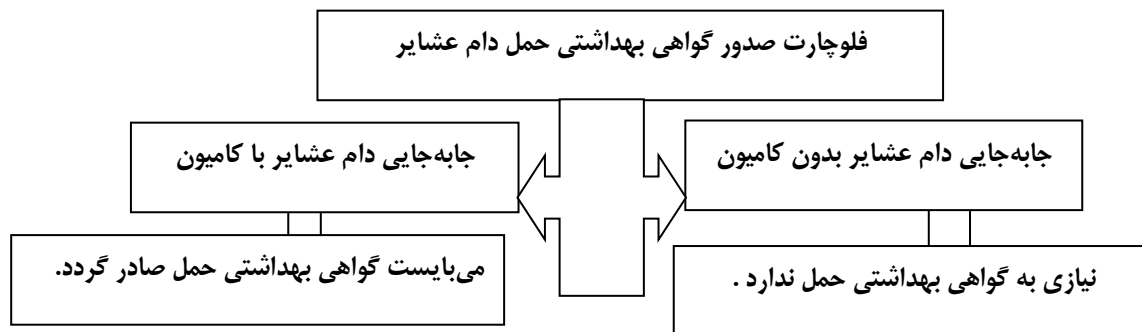 فلوچارت صدور گواهی بهداشتی حمل دام عشایر
جابه‌جایی دام عشایر بدون کامیون
جابه‌جایی دام عشایر با کامیون
نیازی به گواهی بهداشتی حمل ندارد .
می‌بایست گواهی بهداشتی حمل صادر گردد.